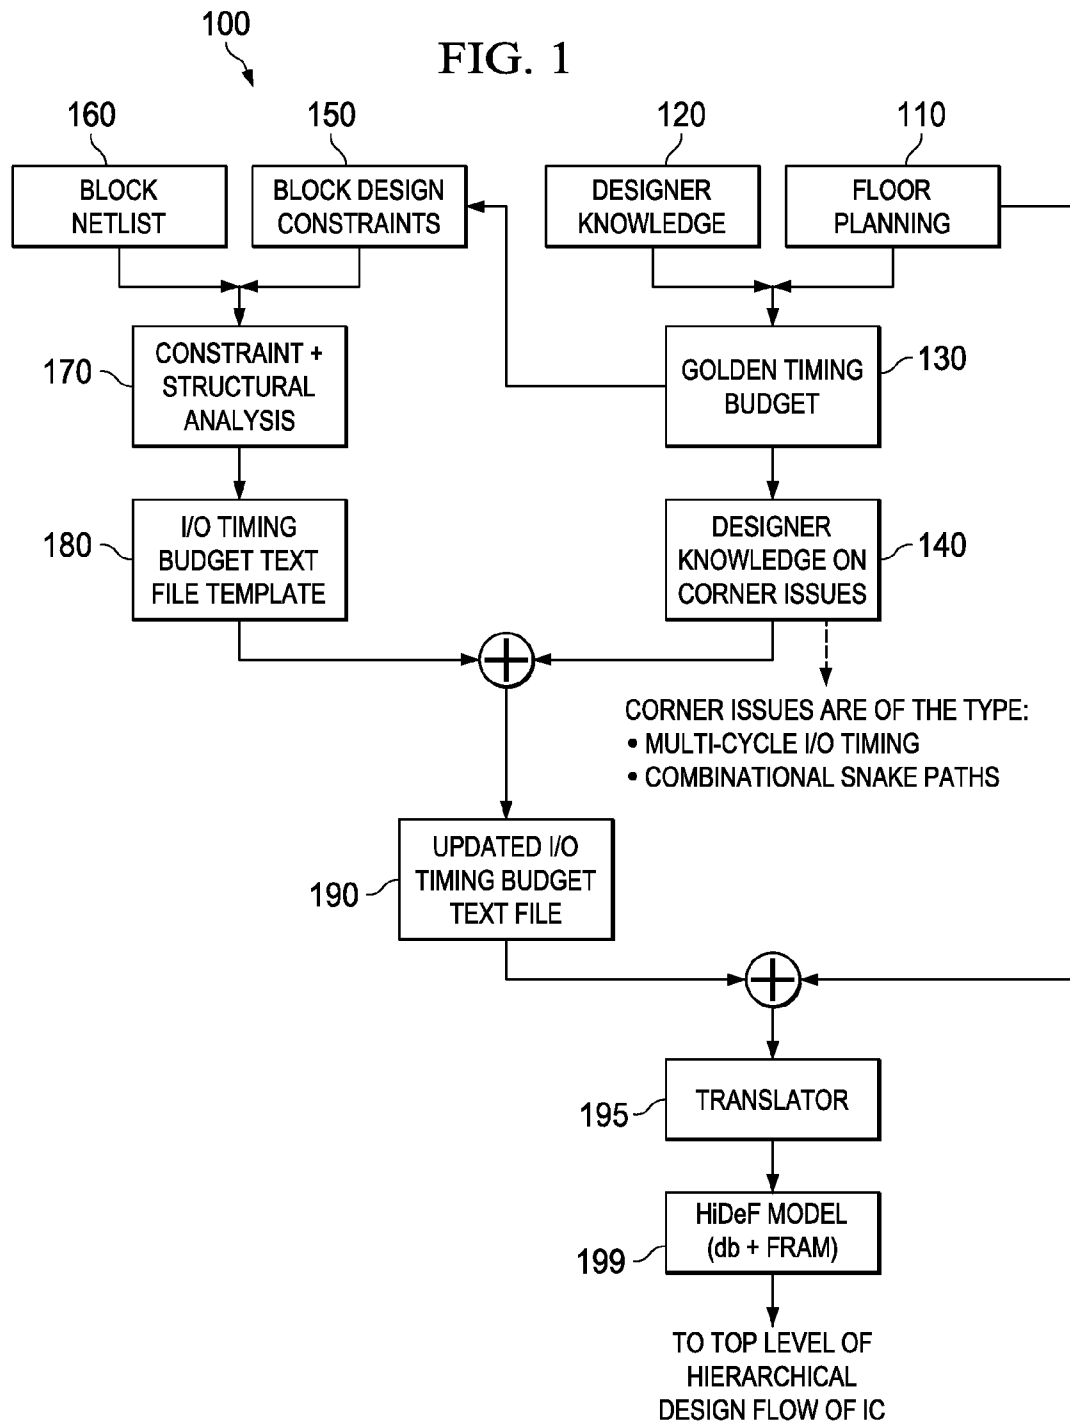 100
FIG. 1
160
150
120
110
BLOCK
NETLIST
BLOCK DESIGN
CONSTRAINTS
DESIGNER
KNOWLEDGE
FLOOR
PLANNING
170
CONSTRAINT +
STRUCTURAL
ANALYSIS
GOLDEN TIMING
BUDGET
130
180
I/O TIMING
BUDGET TEXT
FILE TEMPLATE
DESIGNER
KNOWLEDGE ON
CORNER ISSUES
140
CORNER ISSUES ARE OF THE TYPE:
• MULTI-CYCLE I/O TIMING
• COMBINATIONAL SNAKE PATHS
190
UPDATED I/O
TIMING BUDGET
TEXT FILE
195
TRANSLATOR
199
HiDeF MODEL
(db + FRAM)
TO TOP LEVEL OF
HIERARCHICAL
DESIGN FLOW OF IC